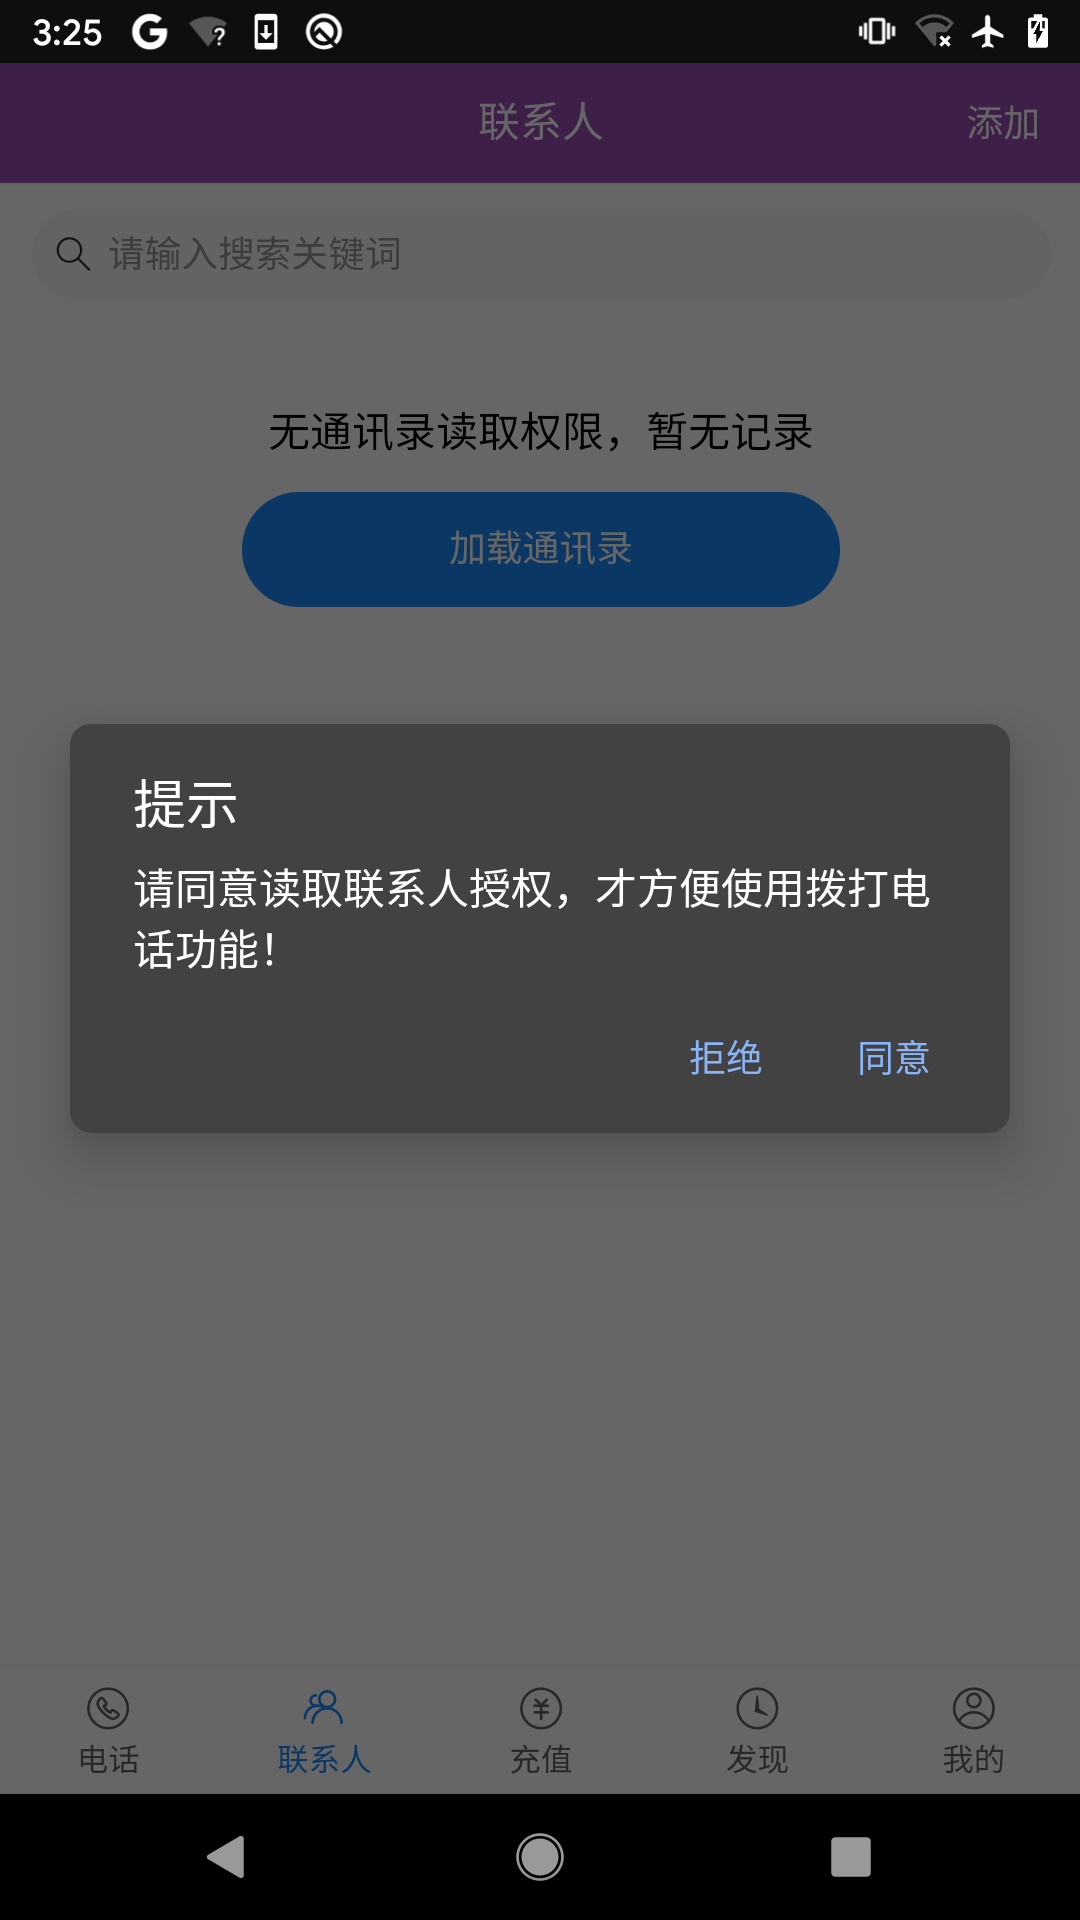 3:25
联系人
添加
请输入搜索关键词
无通讯录读取权限，暂无记录
加载通讯录
提示
请同意读取联系人授权，才方便使用拨打电
话功能！
拒绝
同意
电话
联系人
充值
发现
我的